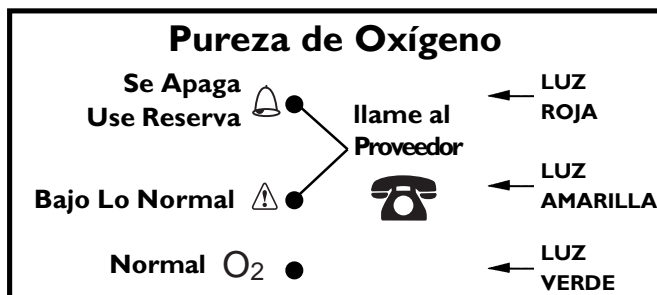 Pureza de Oxígeno
Se Apaga
Use Reserva
llame al
Proveedor
LUZ
ROJA
Bajo Lo Normal
LUZ
AMARILLA
Normal O2
LUZ
VERDE